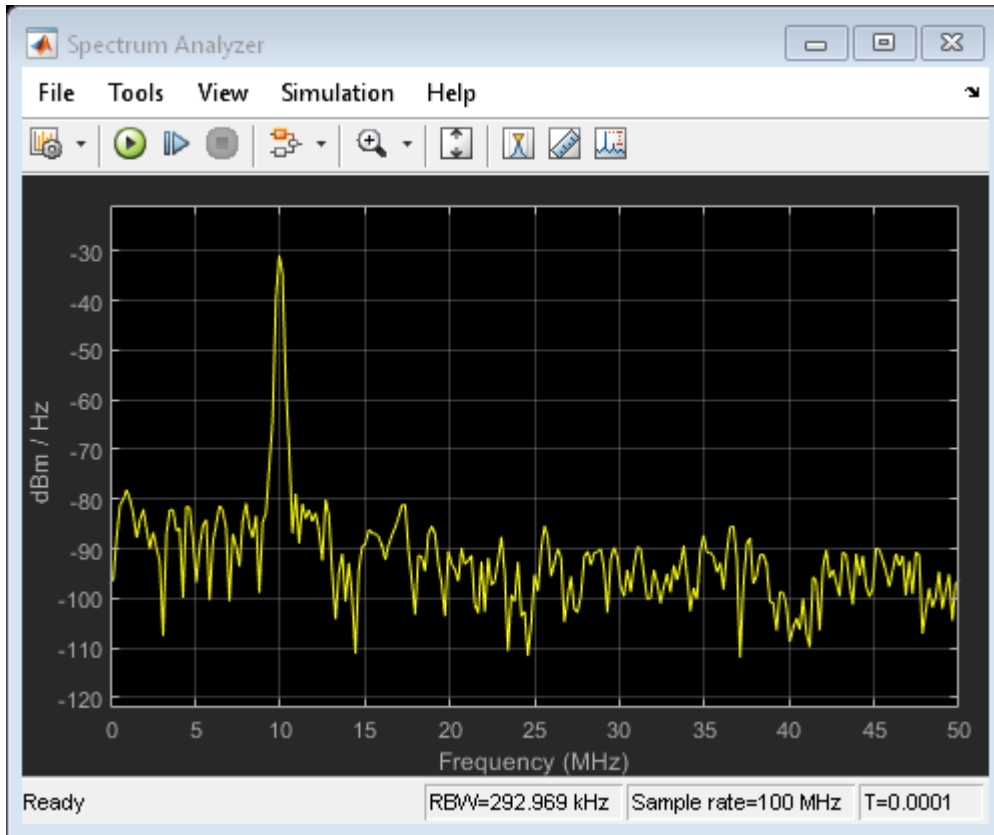 Spectrum Analyzer
File Tools View Simulation Help
dBm / Hz
-30
-40
-50
-60
-70
-80
-90
-100
-110
-120
0 5 10 15 20 25 30 35 40 45 50
Frequency (MHz)
Ready RBW=292.969 kHz Sample rate=100 MHz T=0.0001